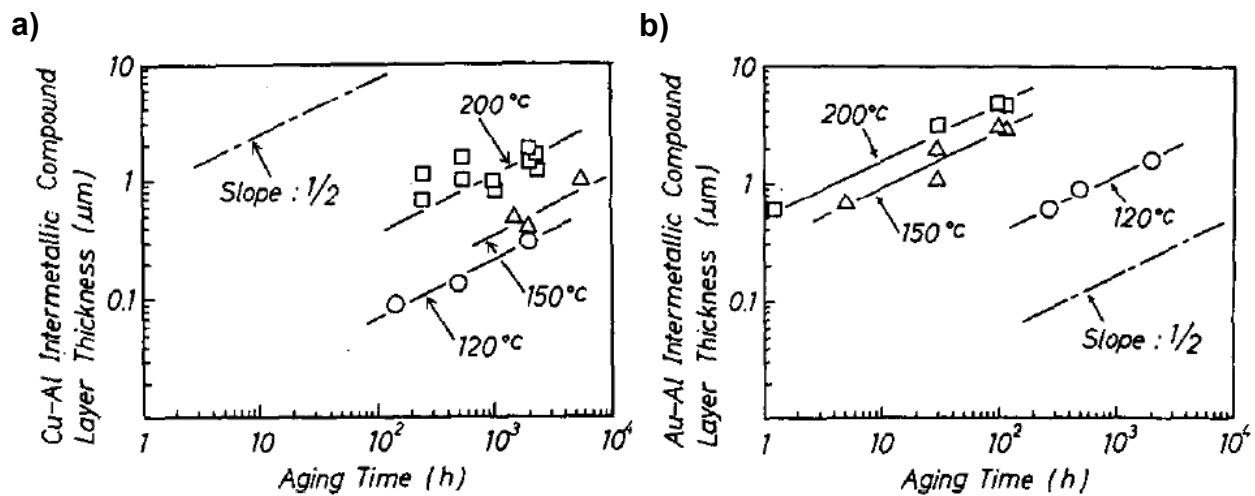 a)
Cu-Al Intermetallic Compound
Layer Thickness (μm)
10
1
0.1
Slope : 1/2
200°C
150°C
120°C
1
10
10²
10³
10⁴
Aging Time (h)
b)
Au-Al Intermetallic Compound
Layer Thickness (μm)
10
1
0.1
200°C
150°C
120°C
Slope : 1/2
1
10
10²
10³
10⁴
Aging Time (h)